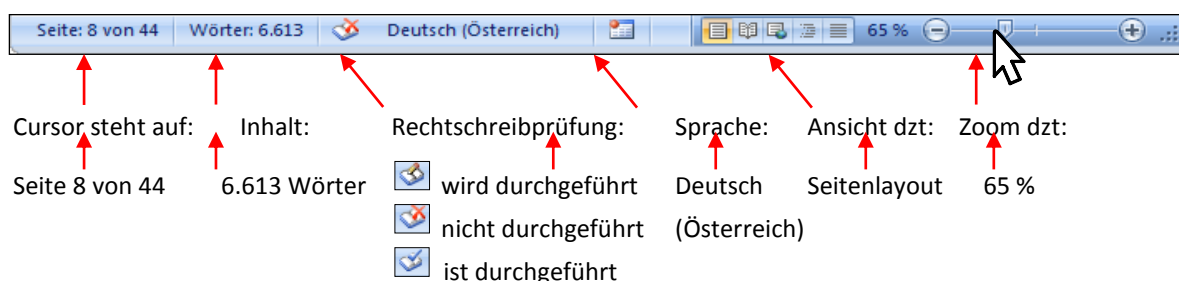 Seite: 8 von 44 Wörter: 6.613 Deutsch (Österreich) 65 %
Cursor steht auf: Inhalt: Rechtschreibprüfung: Sprache: Ansicht dzt: Zoom dzt:
Seite 8 von 44 6.613 Wörter wird durchgeführt Deutsch Seitenlayout 65 %
nicht durchgeführt (Österreich)
ist durchgeführt